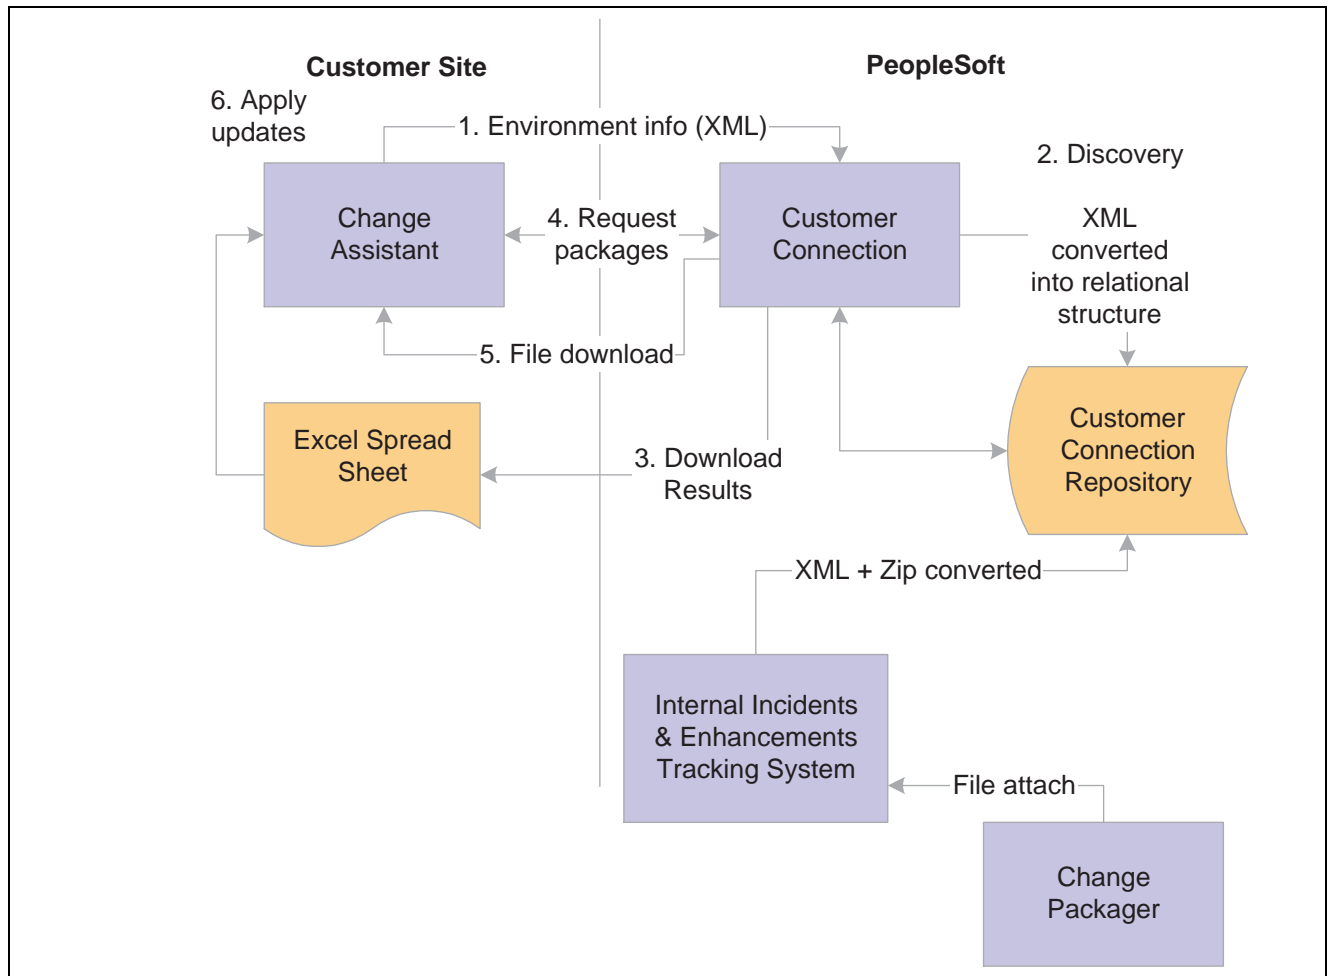 Customer Site
PeopleSoft
6. Apply
updates
1. Environment info (XML)
2. Discovery
Change
Assistant
4. Request
packages
Customer
Connection
XML
converted
into relational
structure
5. File download
Excel Spread
Sheet
3. Download
Results
Customer
Connection
Repository
XML + Zip converted
Internal Incidents
& Enhancements
Tracking System
File attach
Change
Packager